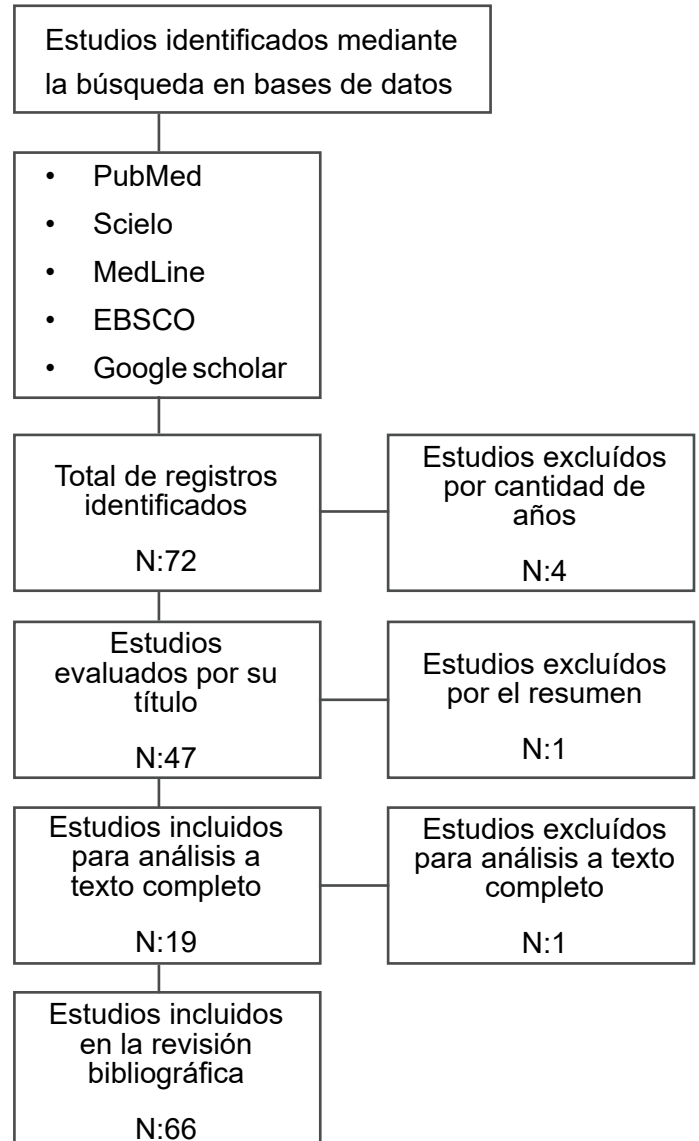 Estudios identificados mediante
la búsqueda en bases de datos
• PubMed
• Scielo
• MedLine
• EBSCO
• Google scholar
Total de registros
identificados
N:72
Estudios excluídos
por cantidad de
años
N:4
Estudios
evaluados por su
título
N:47
Estudios excluídos
por el resumen
N:1
Estudios incluidos
para análisis a
texto completo
N:19
Estudios excluídos
para análisis a texto
completo
N:1
Estudios incluidos
en la revisión
bibliográfica
N:66